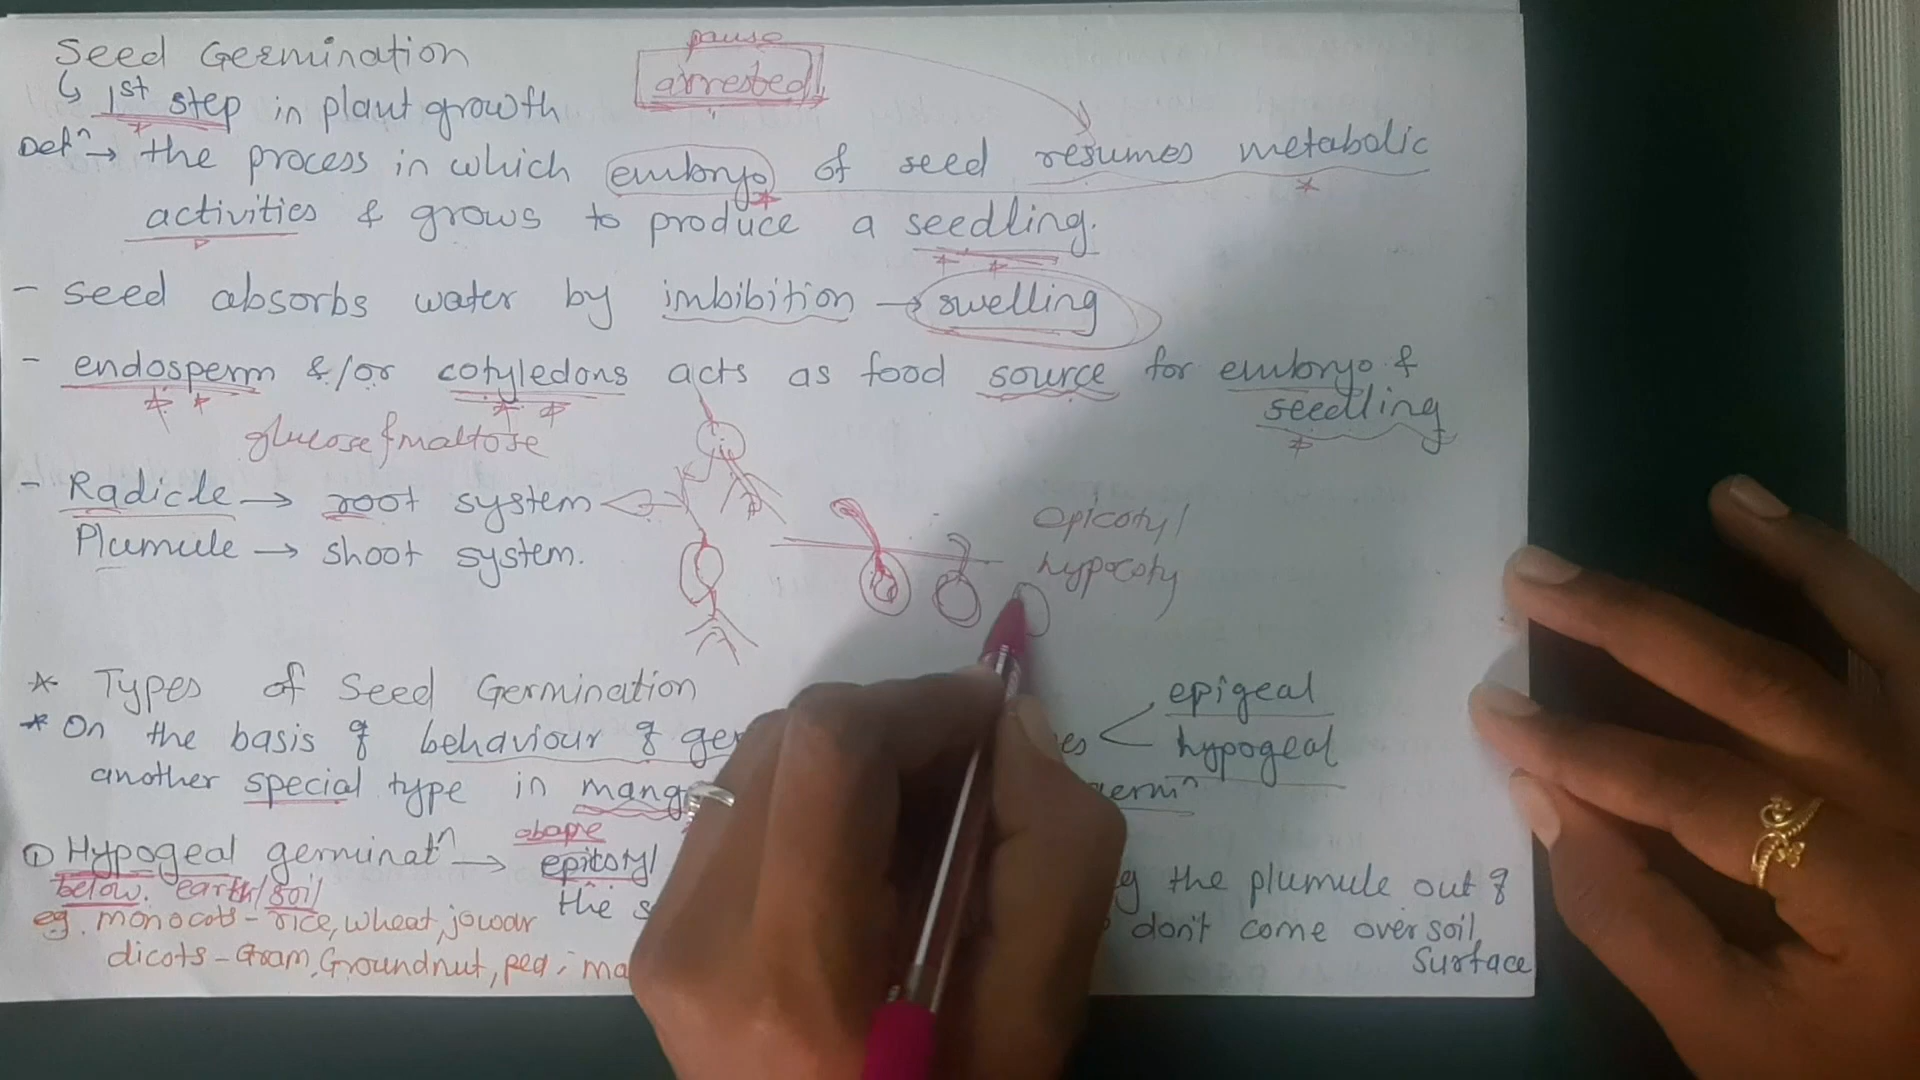 Seed Germination
pause
↳ 1st step in plant growth
arrested!
Defn → the process in which embryo of seed resumes metabolic
activities & grows to produce a seedling.
- seed absorbs water by imbibition → swelling
- endosperm &/or cotyledons acts as food source for embryo &
seedling
glucose & maltose
- Radicle → root system
Plumule → shoot system.
epicotyl
hypocoty
* Types of Seed Germination
epigeal
* On the basis of behaviour of
hypogeal
another special type in
germn
above
① Hypogeal germinatn → epicotyl
the plumule out of
below. earth/soil
the
don't come over soil
surface
eg. monocots - rice, wheat, jowar
dicots - Gram, Groundnut, pea,